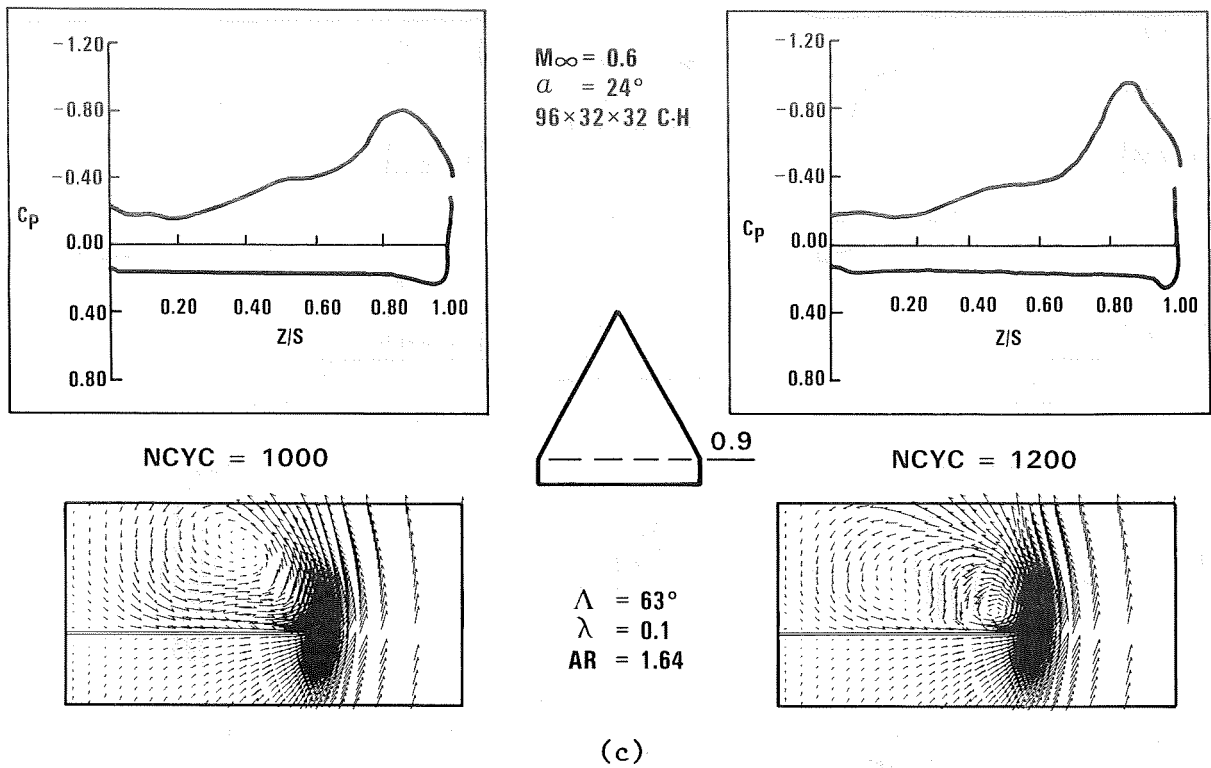 -1.20
-0.80
-0.40
Cp
0.00
0.40
0.80
0.20 0.40 0.60 0.80 1.00
Z/S
M∞ = 0.6
α = 24°
96×32×32 C-H
-1.20
-0.80
-0.40
Cp
0.00
0.40
0.80
0.20 0.40 0.60 0.80 1.00
Z/S
NCYC = 1000
0.9
NCYC = 1200
Λ = 63°
λ = 0.1
AR = 1.64
(c)